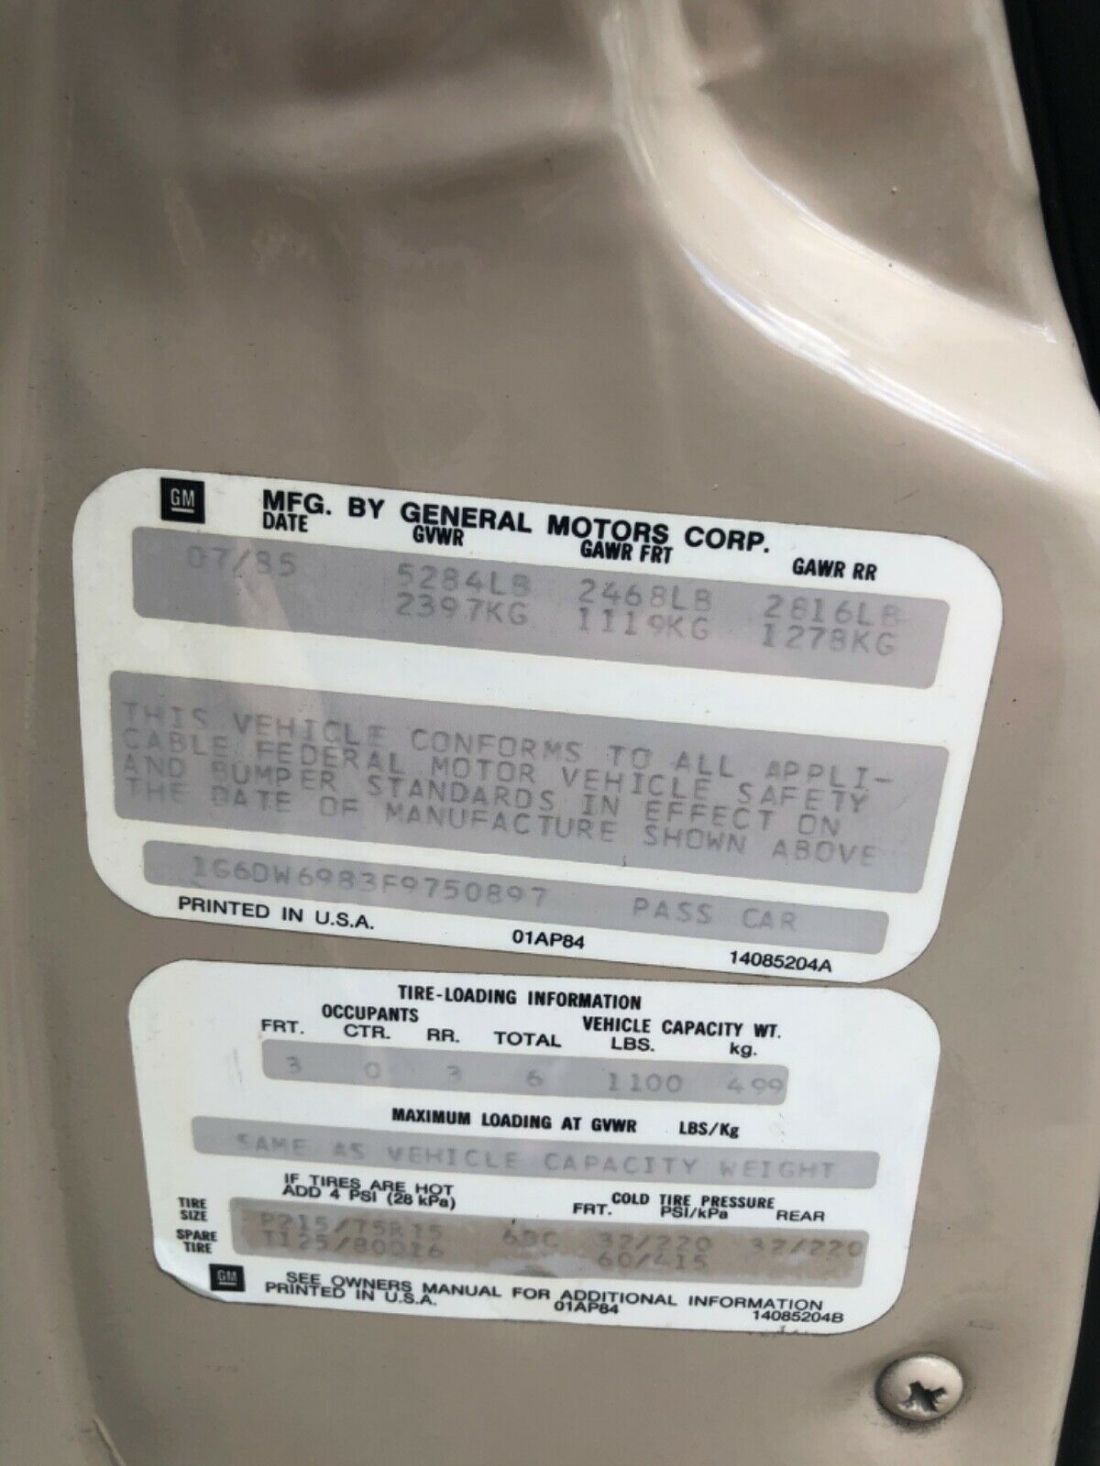 GM MFG. BY GENERAL MOTORS CORP.
DATE GVWR GAWR FRT GAWR RR
07/85 5284LB 2468LB 2816LB
2397KG 1119KG 1278KG
THIS VEHICLE CONFORMS TO ALL APPLI-
CABLE FEDERAL MOTOR VEHICLE SAFETY
AND BUMPER STANDARDS IN EFFECT ON
THE DATE OF MANUFACTURE SHOWN ABOVE
1G6DW6983F9750897 PASS CAR
PRINTED IN U.S.A. 01AP84 14085204A
TIRE-LOADING INFORMATION
OCCUPANTS VEHICLE CAPACITY WT.
FRT. CTR. RR. TOTAL LBS. kg.
3 0 3 6 1100 499
MAXIMUM LOADING AT GVWR LBS/Kg
SAME AS VEHICLE CAPACITY WEIGHT
IF TIRES ARE HOT
ADD 4 PSI (28 kPa)
COLD TIRE PRESSURE
FRT. PSI/kPa REAR
TIRE SIZE P215/75R15 32/220 32/220
SPARE TIRE T125/80D16 60/415
GM SEE OWNERS MANUAL FOR ADDITIONAL INFORMATION
PRINTED IN U.S.A. 01AP84 14085204B